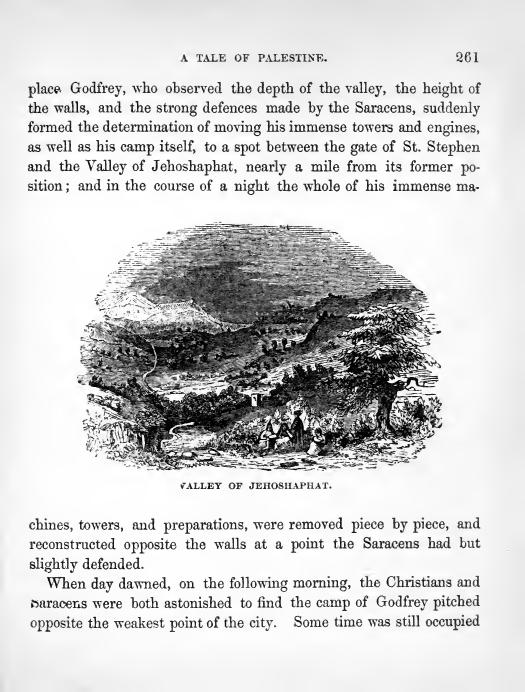 A TALE OF PALESTINE. 261
place Godfrey, who observed the depth of the valley, the height of
the walls, and the strong defences made by the Saracens, suddenly
formed the determination of moving his immense towers and engines,
as well as his camp itself, to a spot between the gate of St. Stephen
and the Valley of Jehoshaphat, nearly a mile from its former po-
sition; and in the course of a night the whole of his immense ma-
VALLEY OF JEHOSHAPHAT.
chines, towers, and preparations, were removed piece by piece, and
reconstructed opposite the walls at a point the Saracens had but
slightly defended.
When day dawned, on the following morning, the Christians and
Saracens were both astonished to find the camp of Godfrey pitched
opposite the weakest point of the city. Some time was still occupied